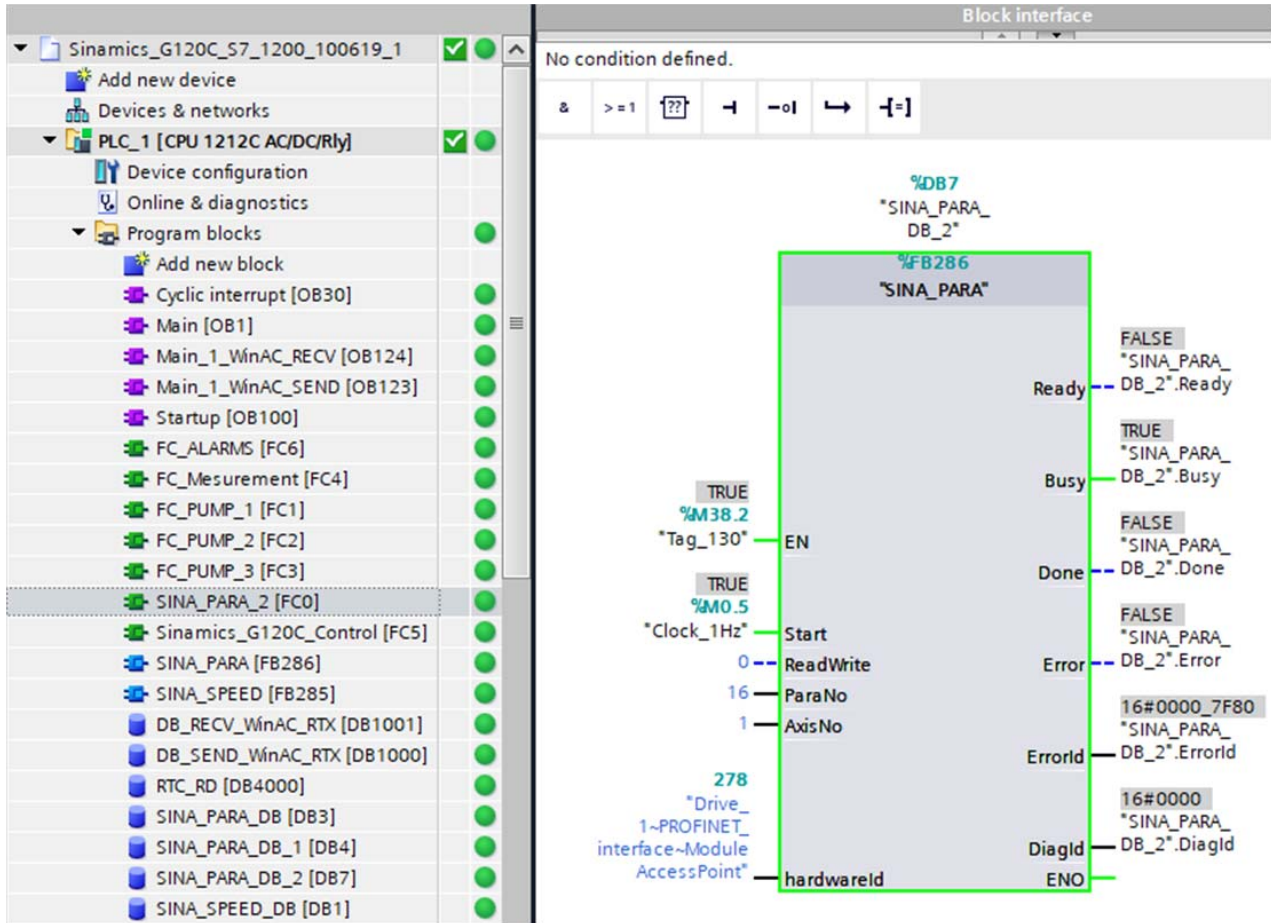 Sinamics_G120C_S7_1200_100619_1
Add new device
Devices & networks
PLC_1 [CPU 1212C AC/DC/Rly]
Device configuration
Online & diagnostics
Program blocks
Add new block
Cyclic interrupt [OB30]
Main [OB1]
Main_1_WinAC_RECV [OB124]
Main_1_WinAC_SEND [OB123]
Startup [OB100]
FC_ALARMS [FC6]
FC_Mesurement [FC4]
FC_PUMP_1 [FC1]
FC_PUMP_2 [FC2]
FC_PUMP_3 [FC3]
SINA_PARA_2 [FC0]
Sinamics_G120C_Control [FC5]
SINA_PARA [FB286]
SINA_SPEED [FB285]
DB_RECV_WinAC_RTX [DB1001]
DB_SEND_WinAC_RTX [DB1000]
RTC_RD [DB4000]
SINA_PARA_DB [DB3]
SINA_PARA_DB_1 [DB4]
SINA_PARA_DB_2 [DB7]
SINA_SPEED_DB [DB1]
Block interface
No condition defined.
& >=1 ?? -| -o| -[=]
%DB7
"SINA_PARA_
DB_2"
%FB286
"SINA_PARA"
TRUE
%M38.2
"Tag_130" EN
TRUE
%M0.5
"Clock_1Hz" Start
0 ReadWrite
16 ParaNo
1 AxisNo
278
"Drive_
1~PROFINET_
interface~Module
AccessPoint" hardwareId
FALSE
"SINA_PARA_
Ready DB_2".Ready
TRUE
"SINA_PARA_
Busy DB_2".Busy
FALSE
"SINA_PARA_
Done DB_2".Done
FALSE
"SINA_PARA_
Error DB_2".Error
16#0000_7F80
"SINA_PARA_
ErrorId DB_2".ErrorId
16#0000
"SINA_PARA_
DiagId DB_2".DiagId
ENO